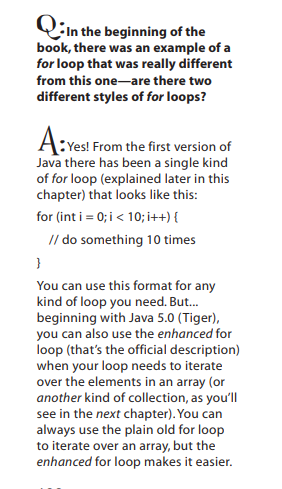 Q: In the beginning of the
book, there was an example of a
for loop that was really different
from this one—are there two
different styles of for loops?
A: Yes! From the first version of
Java there has been a single kind
of for loop (explained later in this
chapter) that looks like this:
for (int i = 0; i < 10; i++) {
// do something 10 times
}
You can use this format for any
kind of loop you need. But...
beginning with Java 5.0 (Tiger),
you can also use the enhanced for
loop (that's the official description)
when your loop needs to iterate
over the elements in an array (or
another kind of collection, as you'll
see in the next chapter). You can
always use the plain old for loop
to iterate over an array, but the
enhanced for loop makes it easier.